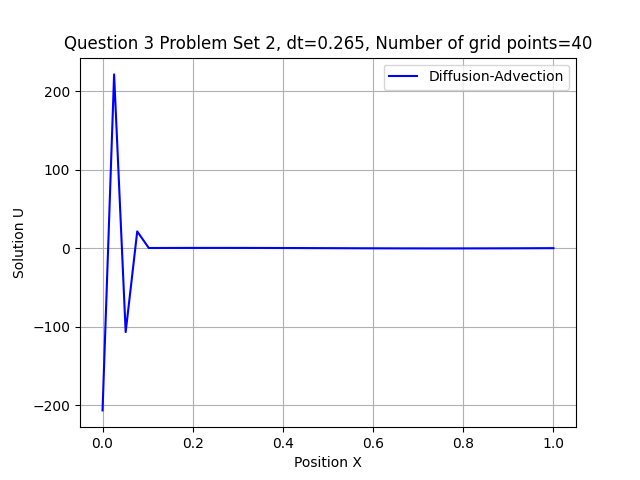 Question 3 Problem Set 2, dt=0.265, Number of grid points=40
Diffusion-Advection
200
100
0
−100
−200
Solution U
0.0 0.2 0.4 0.6 0.8 1.0
Position X